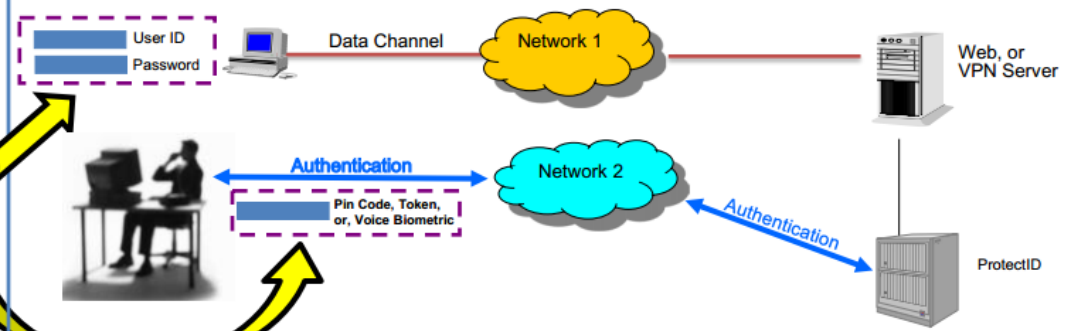 User ID
Password
Data Channel
Network 1
Web, or
VPN Server
Authentication
Network 2
Pin Code, Token,
or, Voice Biometric
Authentication
ProtectID